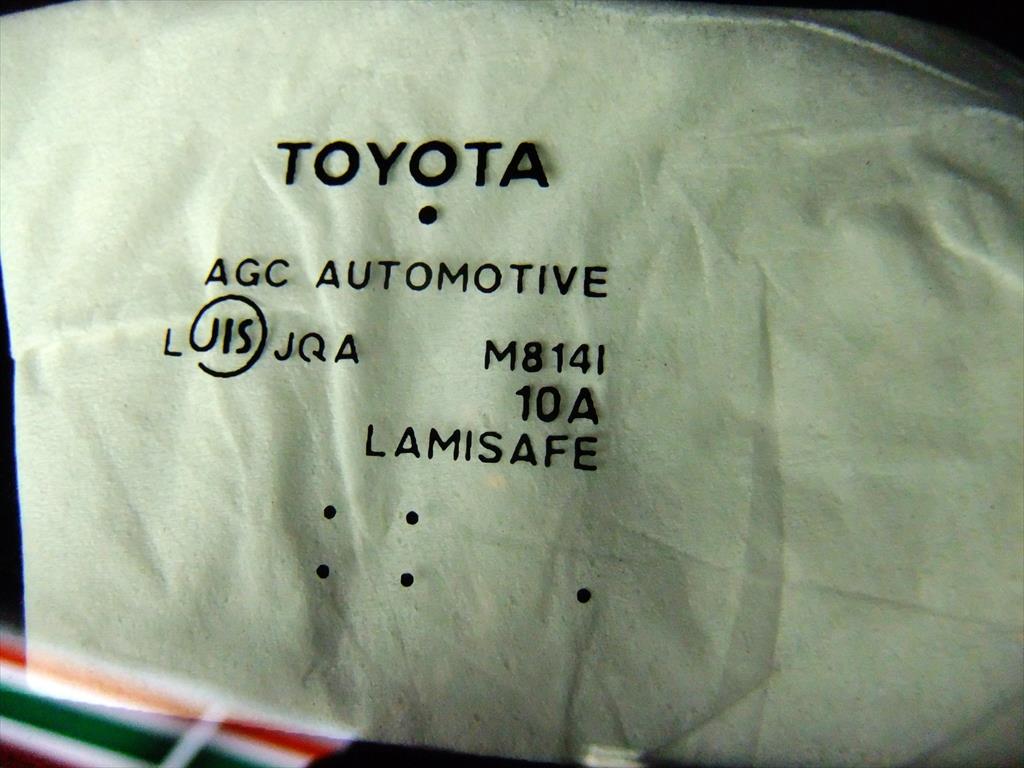 TOYOTA
AGC AUTOMOTIVE
L JIS JQA M8141
10A
LAMISAFE